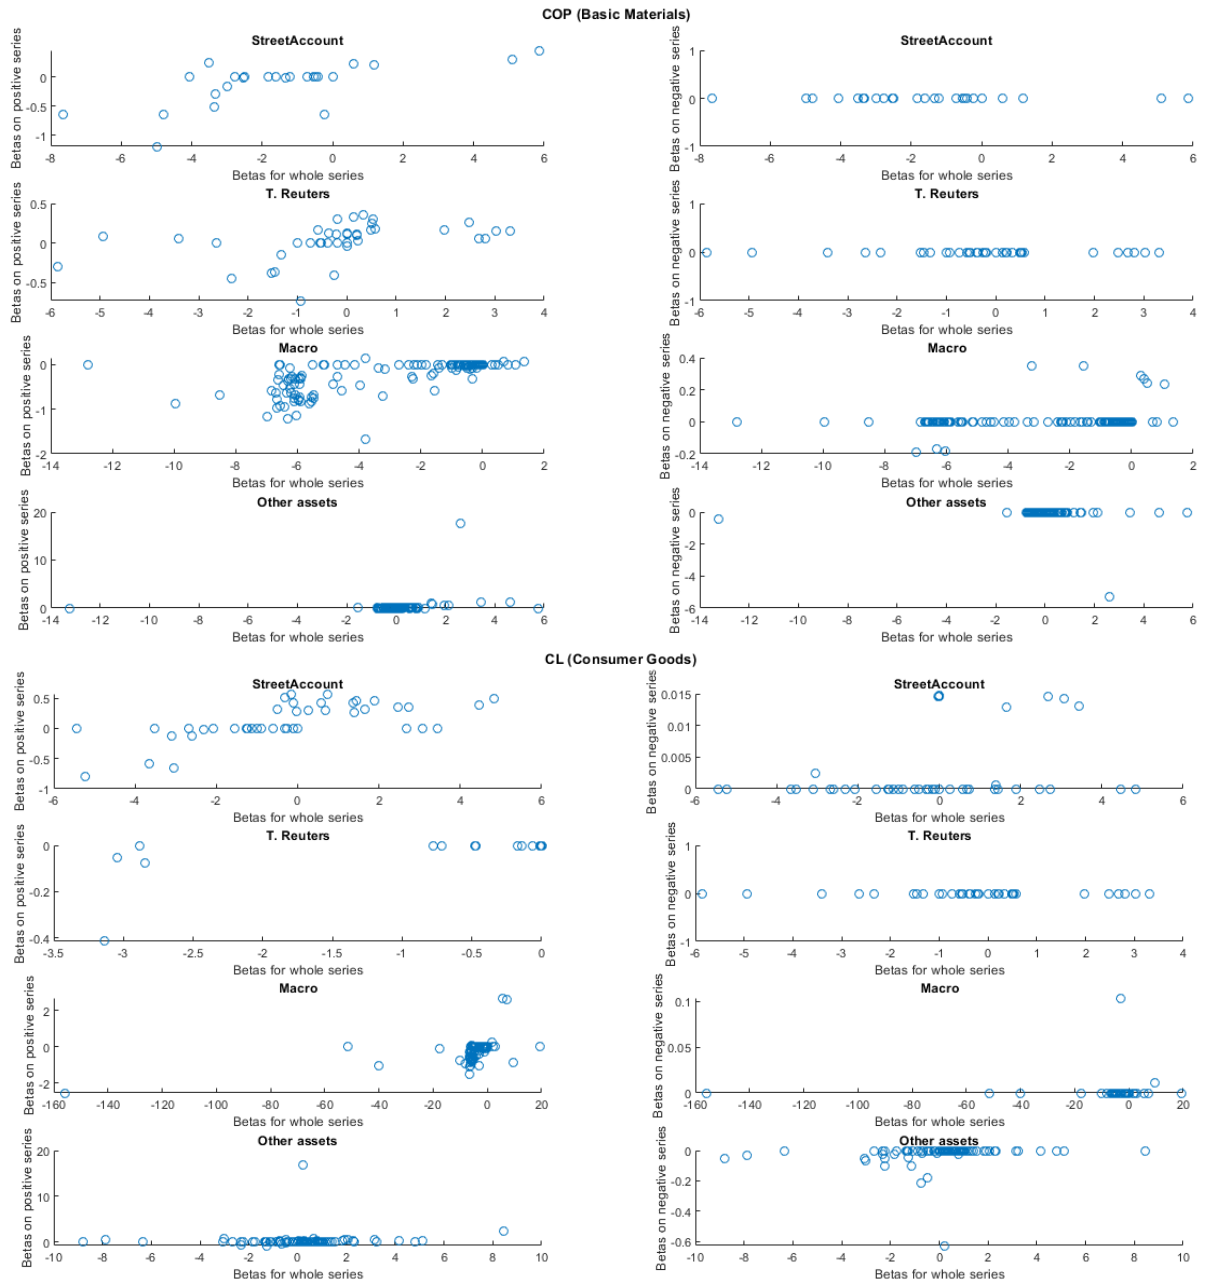 COP (Basic Materials)
StreetAccount
Betas on positive series
0
-0.5
-1
-8 -6 -4 -2 0 2 4 6
Betas for whole series
StreetAccount
Betas on negative series
1
0
-1
-8 -6 -4 -2 0 2 4 6
Betas for whole series
T. Reuters
Betas on positive series
0.5
0
-0.5
-6 -5 -4 -3 -2 -1 0 1 2 3 4
Betas for whole series
T. Reuters
Betas on negative series
1
0
-1
-6 -5 -4 -3 -2 -1 0 1 2 3 4
Betas for whole series
Macro
Betas on positive series
0
-1
-2
-14 -12 -10 -8 -6 -4 -2 0 2
Betas for whole series
Macro
Betas on negative series
0.4
0.2
0
-0.2
-14 -12 -10 -8 -6 -4 -2 0 2
Betas for whole series
Other assets
Betas on positive series
20
10
0
-14 -12 -10 -8 -6 -4 -2 0 2 4 6
Betas for whole series
Other assets
Betas on negative series
0
-2
-4
-6
-14 -12 -10 -8 -6 -4 -2 0 2 4 6
Betas for whole series
CL (Consumer Goods)
StreetAccount
Betas on positive series
0.5
0
-0.5
-1
-6 -4 -2 0 2 4 6
Betas for whole series
StreetAccount
Betas on negative series
0.015
0.01
0.005
0
-6 -4 -2 0 2 4 6
Betas for whole series
T. Reuters
Betas on positive series
0
-0.2
-0.4
-3.5 -3 -2.5 -2 -1.5 -1 -0.5 0
Betas for whole series
T. Reuters
Betas on negative series
1
0
-1
-6 -5 -4 -3 -2 -1 0 1 2 3 4
Betas for whole series
Macro
Betas on positive series
2
0
-2
-160 -140 -120 -100 -80 -60 -40 -20 0 20
Betas for whole series
Macro
Betas on negative series
0.1
0.05
0
-160 -140 -120 -100 -80 -60 -40 -20 0 20
Betas for whole series
Other assets
Betas on positive series
20
10
0
-10 -8 -6 -4 -2 0 2 4 6 8 10
Betas for whole series
Other assets
Betas on negative series
0
-0.2
-0.4
-0.6
-10 -8 -6 -4 -2 0 2 4 6 8 10
Betas for whole series